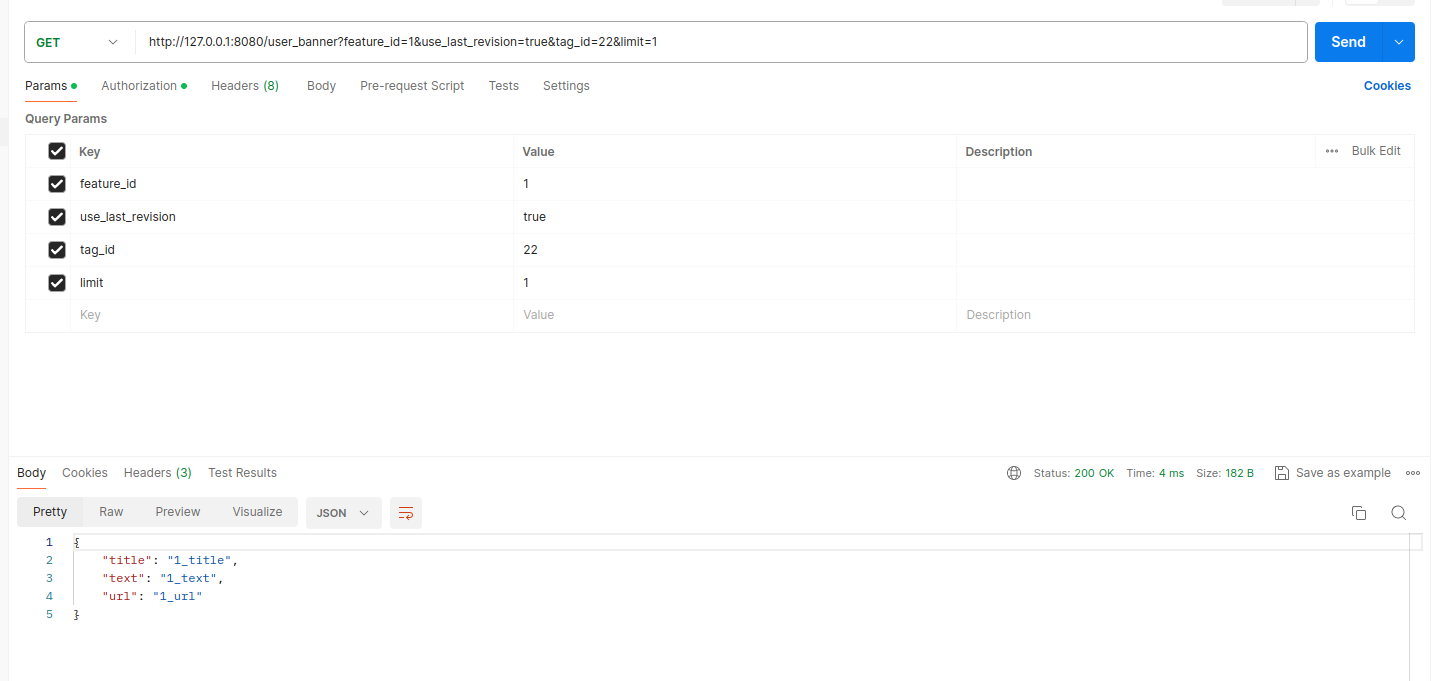 GET http://127.0.0.1:8080/user_banner?feature_id=1&use_last_revision=true&tag_id=22&limit=1 Send
Params Authorization Headers (8) Body Pre-request Script Tests Settings Cookies
Query Params
Key Value Description Bulk Edit
feature_id 1
use_last_revision true
tag_id 22
limit 1
Key Value Description
Body Cookies Headers (3) Test Results Status: 200 OK Time: 4 ms Size: 182 B Save as example
Pretty Raw Preview Visualize JSON
1 {
2 "title": "1_title",
3 "text": "1_text",
4 "url": "1_url"
5 }